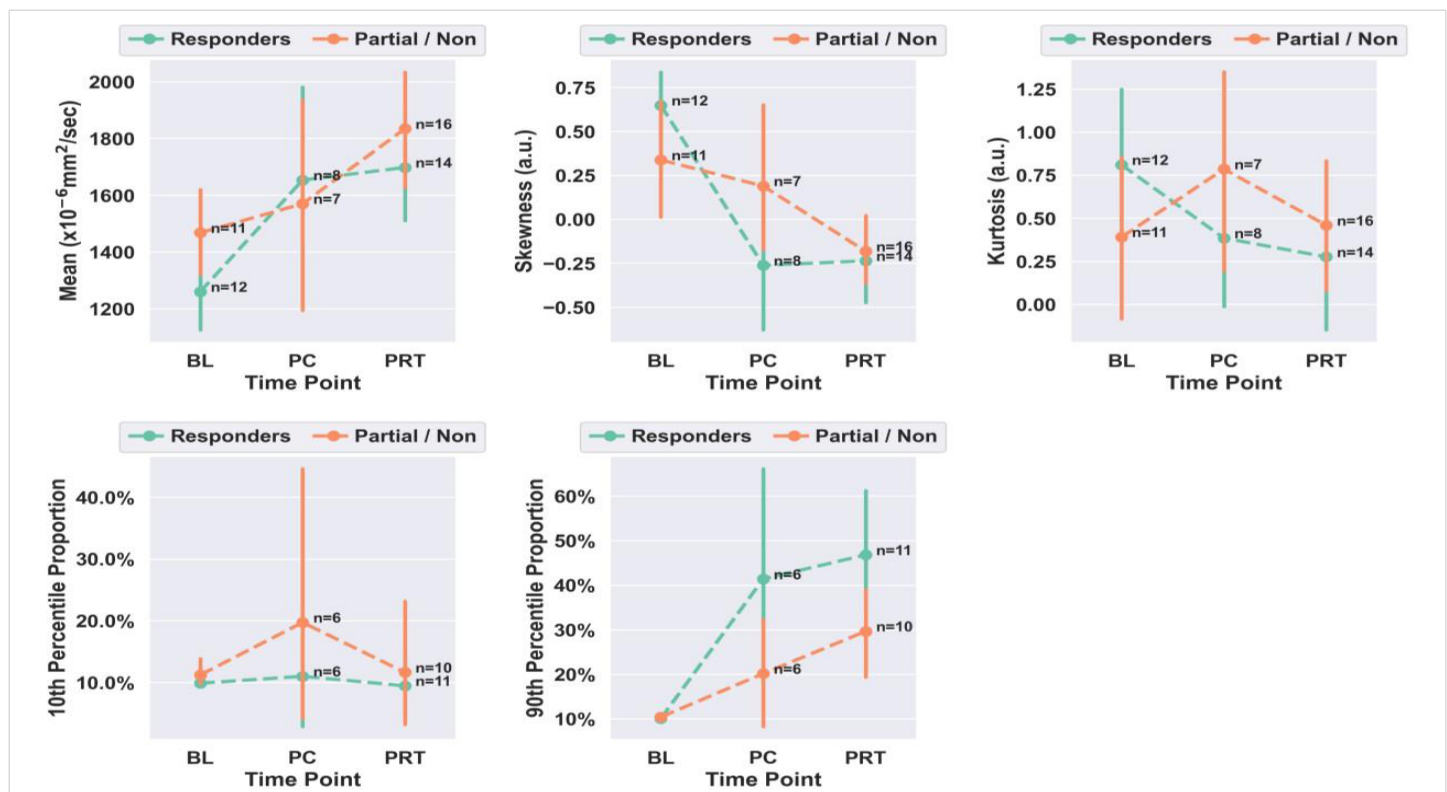 Responders Partial / Non
Mean (x10⁻⁶mm²/sec)
2000
1800
1600
1400
1200
n=11
n=12
n=8
n=7
n=16
n=14
BL PC PRT
Time Point
Responders Partial / Non
Skewness (a.u.)
0.75
0.50
0.25
0.00
−0.25
−0.50
n=12
n=11
n=7
n=8
n=16
n=14
BL PC PRT
Time Point
Responders Partial / Non
Kurtosis (a.u.)
1.25
1.00
0.75
0.50
0.25
0.00
n=12
n=11
n=7
n=8
n=16
n=14
BL PC PRT
Time Point
Responders Partial / Non
10th Percentile Proportion
40.0%
30.0%
20.0%
10.0%
n=6
n=6
n=10
n=11
BL PC PRT
Time Point
Responders Partial / Non
90th Percentile Proportion
60%
50%
40%
30%
20%
10%
n=6
n=6
n=11
n=10
BL PC PRT
Time Point